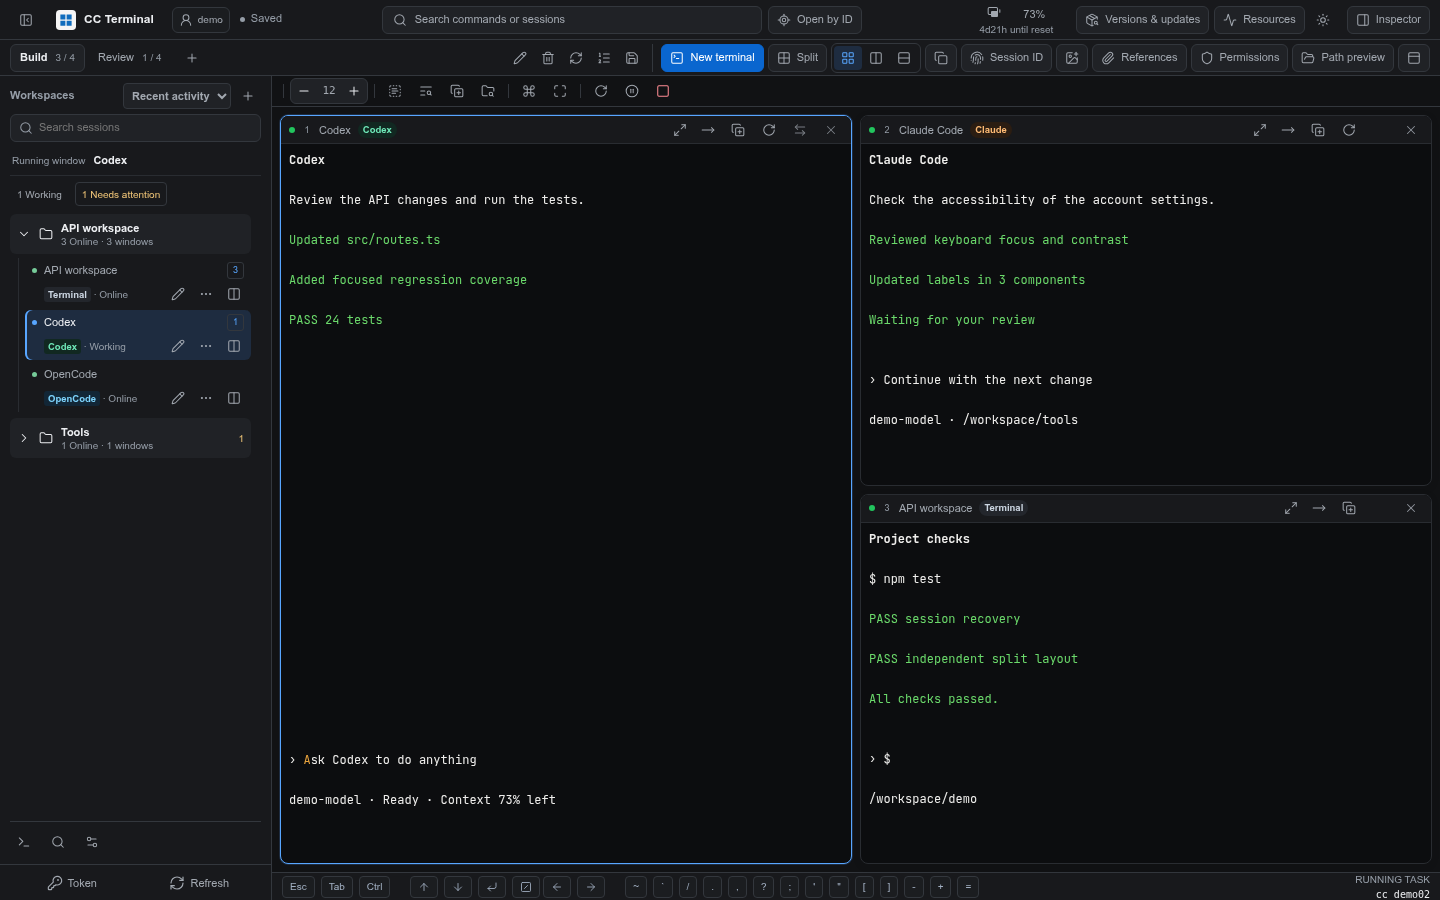 CC Terminal
demo
Saved
Search commands or sessions
Open by ID
73%
4d21h until reset
Versions & updates
Resources
Inspector
Build 3 / 4
Review 1 / 4
New terminal
Split
Session ID
References
Permissions
Path preview
Workspaces
Recent activity
12
Search sessions
Running window Codex
1 Working
1 Needs attention
API workspace
3 Online · 3 windows
API workspace 3
Terminal · Online
Codex 1
Codex · Working
OpenCode
OpenCode · Online
Tools
1 Online · 1 windows
1
Token
Refresh
1 Codex Codex
Codex
Review the API changes and run the tests.
Updated src/routes.ts
Added focused regression coverage
PASS 24 tests
› Ask Codex to do anything
demo-model · Ready · Context 73% left
2 Claude Code Claude
Claude Code
Check the accessibility of the account settings.
Reviewed keyboard focus and contrast
Updated labels in 3 components
Waiting for your review
› Continue with the next change
demo-model · /workspace/tools
3 API workspace Terminal
Project checks
$ npm test
PASS session recovery
PASS independent split layout
All checks passed.
› $
/workspace/demo
Esc Tab Ctrl ~ ` / . , ? ; ' " [ ] - + =
RUNNING TASK
cc demo02